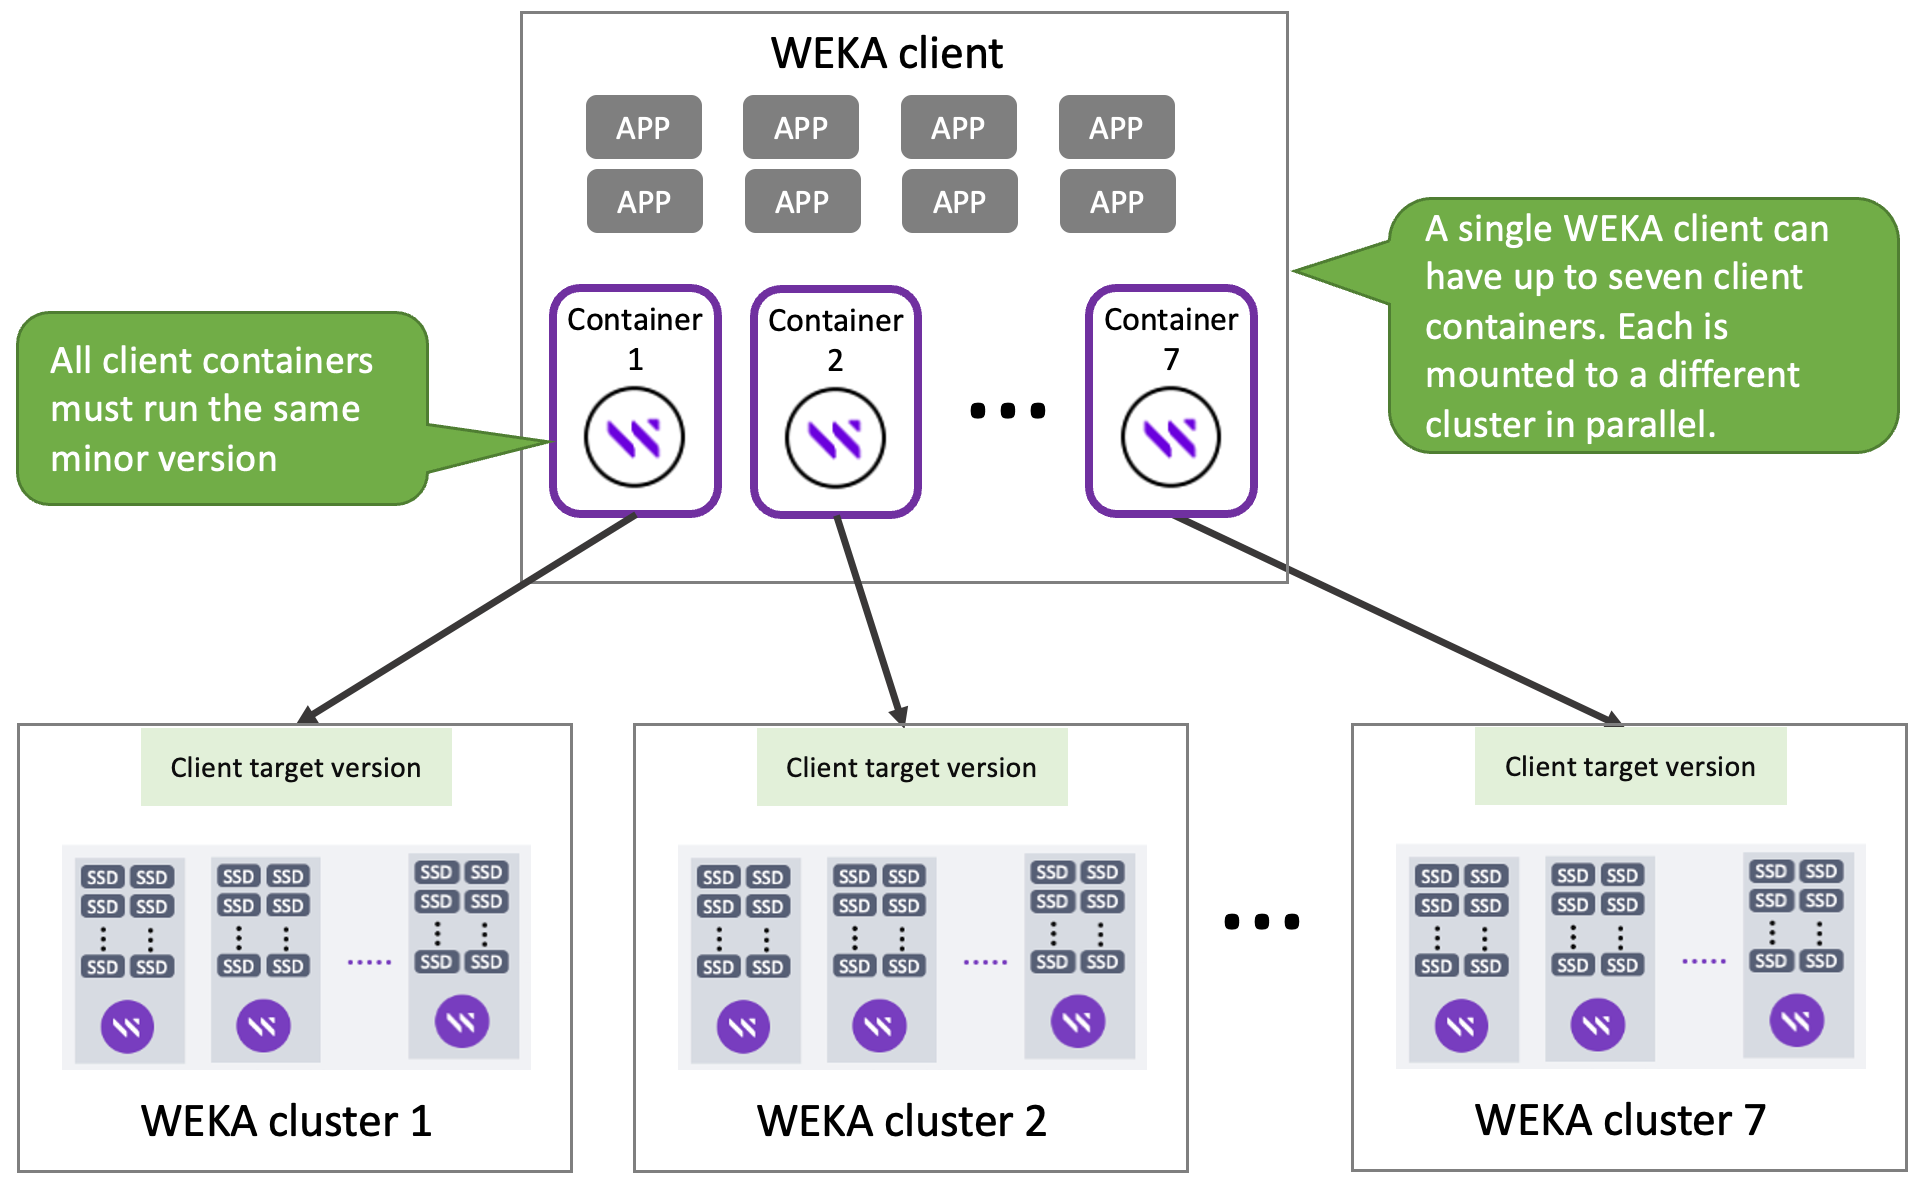 WEKA client
APP APP APP APP
APP APP APP APP
A single WEKA client can
have up to seven client
containers. Each is
mounted to a different
cluster in parallel.
All client containers
must run the same
minor version
Container
1
Container
2
...
Container
7
Client target version
SSD SSD SSD SSD SSD SSD
SSD SSD SSD SSD SSD SSD
SSD SSD SSD SSD SSD SSD
WEKA cluster 1
Client target version
SSD SSD SSD SSD SSD SSD
SSD SSD SSD SSD SSD SSD
SSD SSD SSD SSD SSD SSD
WEKA cluster 2
...
Client target version
SSD SSD SSD SSD SSD SSD
SSD SSD SSD SSD SSD SSD
SSD SSD SSD SSD SSD SSD
WEKA cluster 7